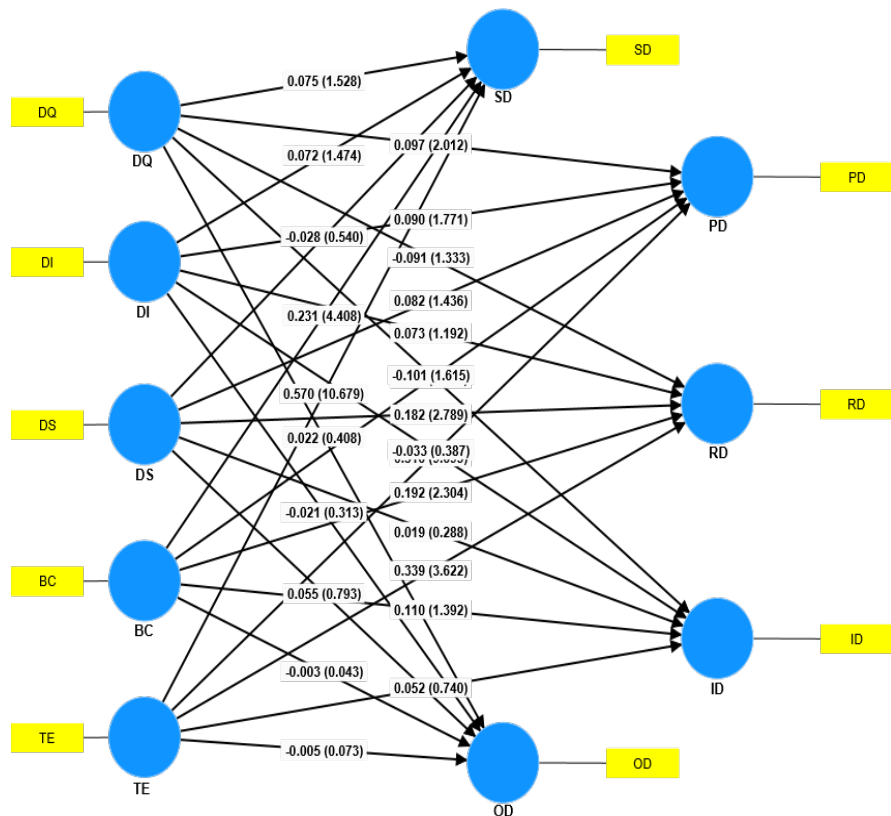 SD
SD
0.075 (1.528)
DQ
DQ
0.097 (2.012)
0.072 (1.474)
PD
PD
0.090 (1.771)
-0.028 (0.540)
-0.091 (1.333)
DI
DI
0.082 (1.436)
0.231 (4.408)
0.073 (1.192)
-0.101 (1.615)
0.570 (10.679)
RD
RD
0.182 (2.789)
DS
DS
0.022 (0.408)
-0.033 (0.387)
0.192 (2.304)
-0.021 (0.313)
0.019 (0.288)
0.339 (3.622)
BC
BC
0.055 (0.793)
0.110 (1.392)
ID
ID
-0.003 (0.043)
0.052 (0.740)
TE
TE
-0.005 (0.073)
OD
OD